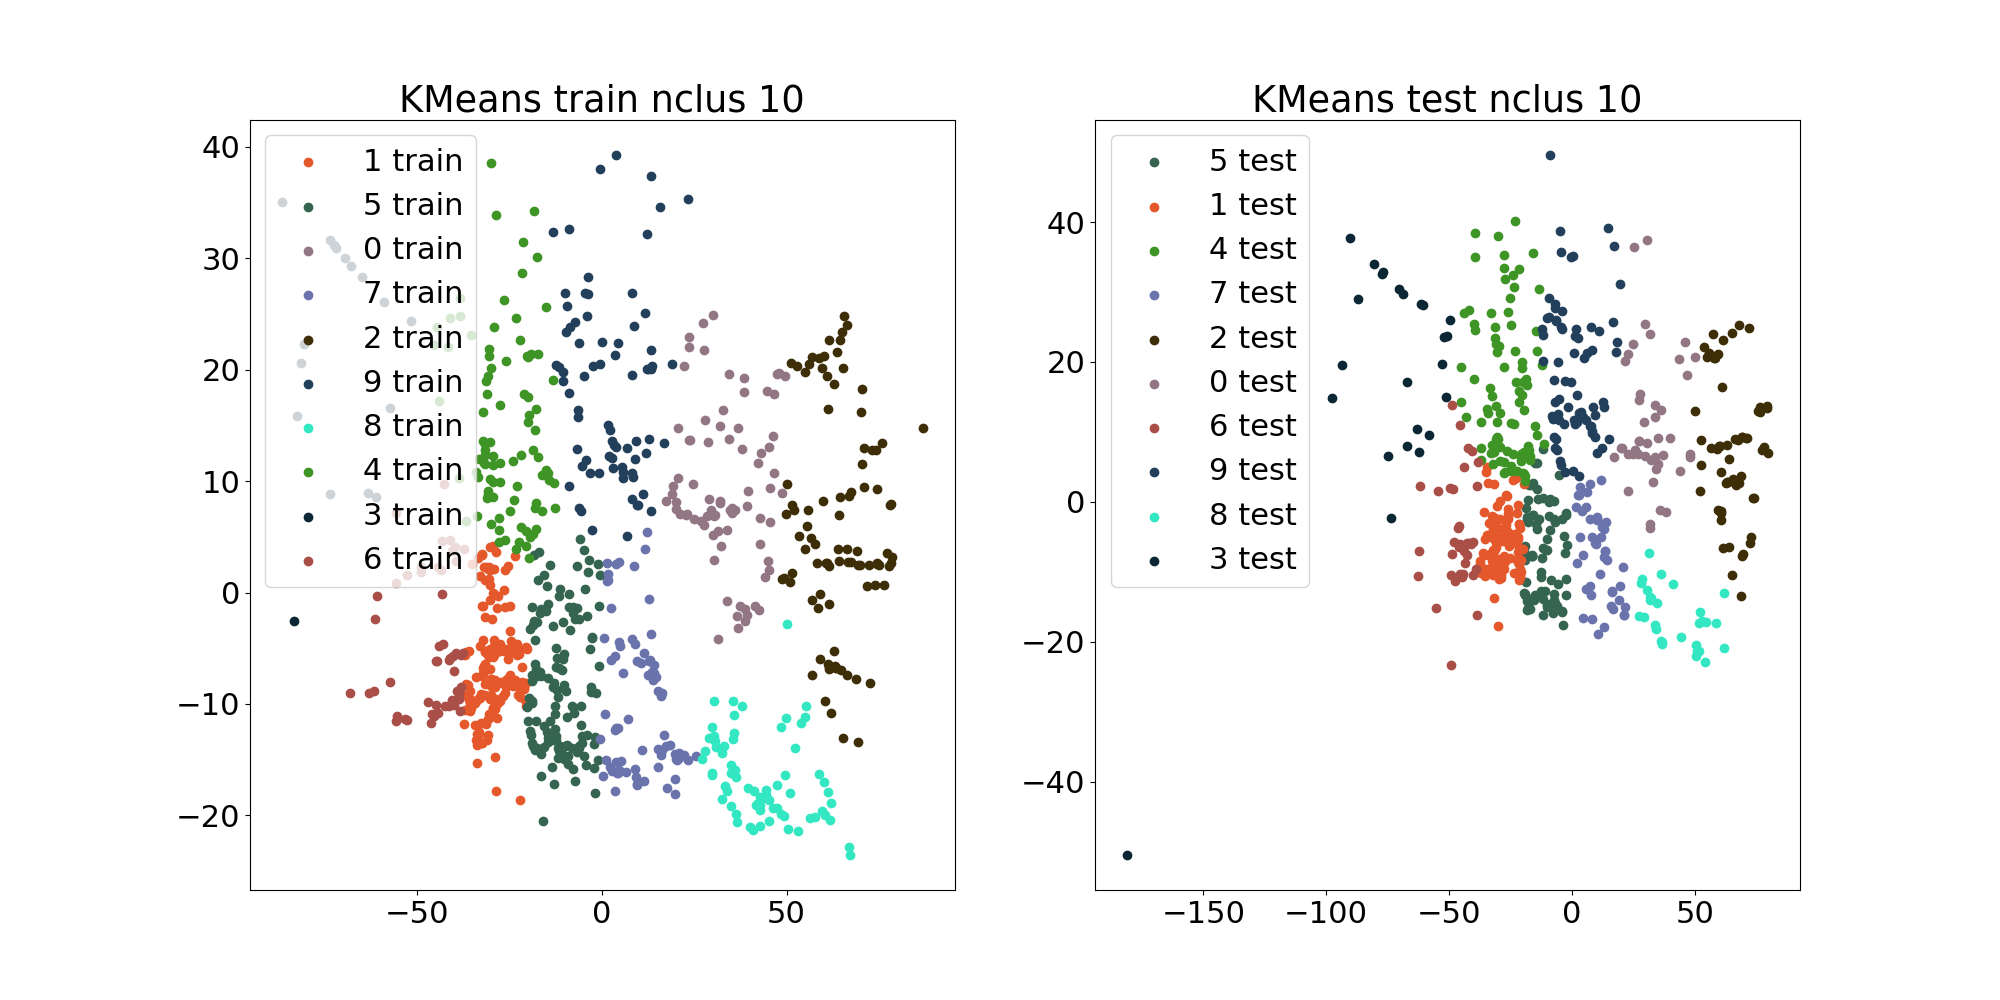 KMeans train nclus 10
40
30
20
10
0
−10
−20
−50
0
50
1 train
5 train
0 train
7 train
2 train
9 train
8 train
4 train
3 train
6 train
KMeans test nclus 10
40
20
0
−20
−40
−150
−100
−50
0
50
5 test
1 test
4 test
7 test
2 test
0 test
6 test
9 test
8 test
3 test